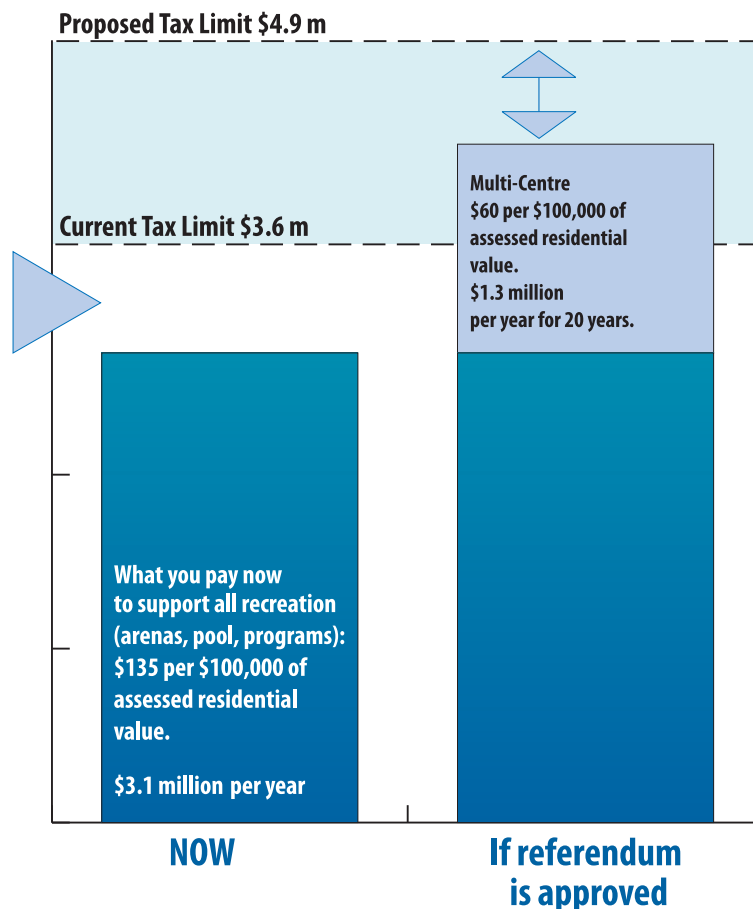 Proposed Tax Limit $4.9 m
Multi-Centre
$60 per $100,000 of
assessed residential
value.
$1.3 million
per year for 20 years.
Current Tax Limit $3.6 m
What you pay now
to support all recreation
(arenas, pool, programs):
$135 per $100,000 of
assessed residential
value.
$3.1 million per year
NOW
If referendum
is approved